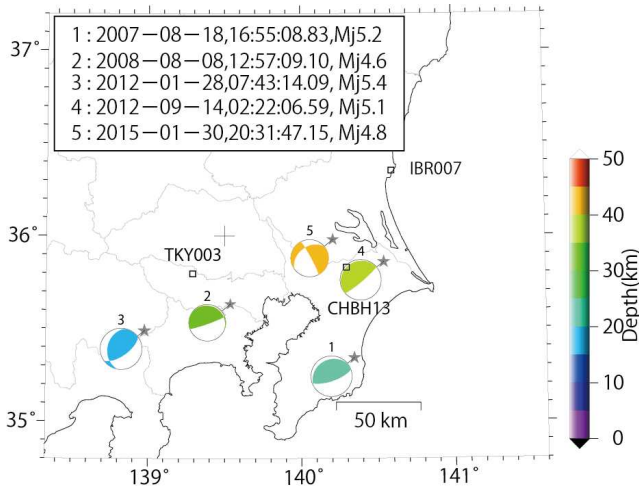 1 : 2007－08－18,16:55:08.83,Mj5.2
2 : 2008－08－08,12:57:09.10, Mj4.6
3 : 2012－01－28,07:43:14.09, Mj5.4
4 : 2012－09－14,02:22:06.59, Mj5.1
5 : 2015－01－30,20:31:47.15, Mj4.8
37°
IBR007
50
40
30
20
10
0
Depth(km)
36°
TKY003
5
4
CHBH13
2
3
1
50 km
35°
139°
140°
141°